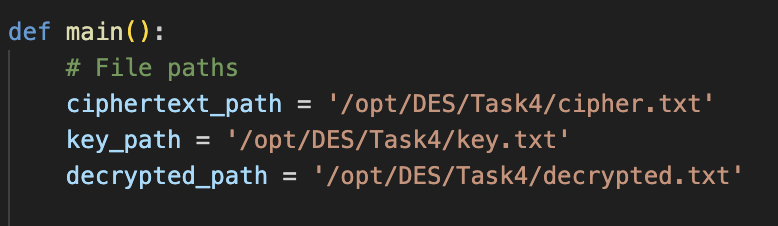 def main():
    # File paths
    ciphertext_path = '/opt/DES/Task4/cipher.txt'
    key_path = '/opt/DES/Task4/key.txt'
    decrypted_path = '/opt/DES/Task4/decrypted.txt'